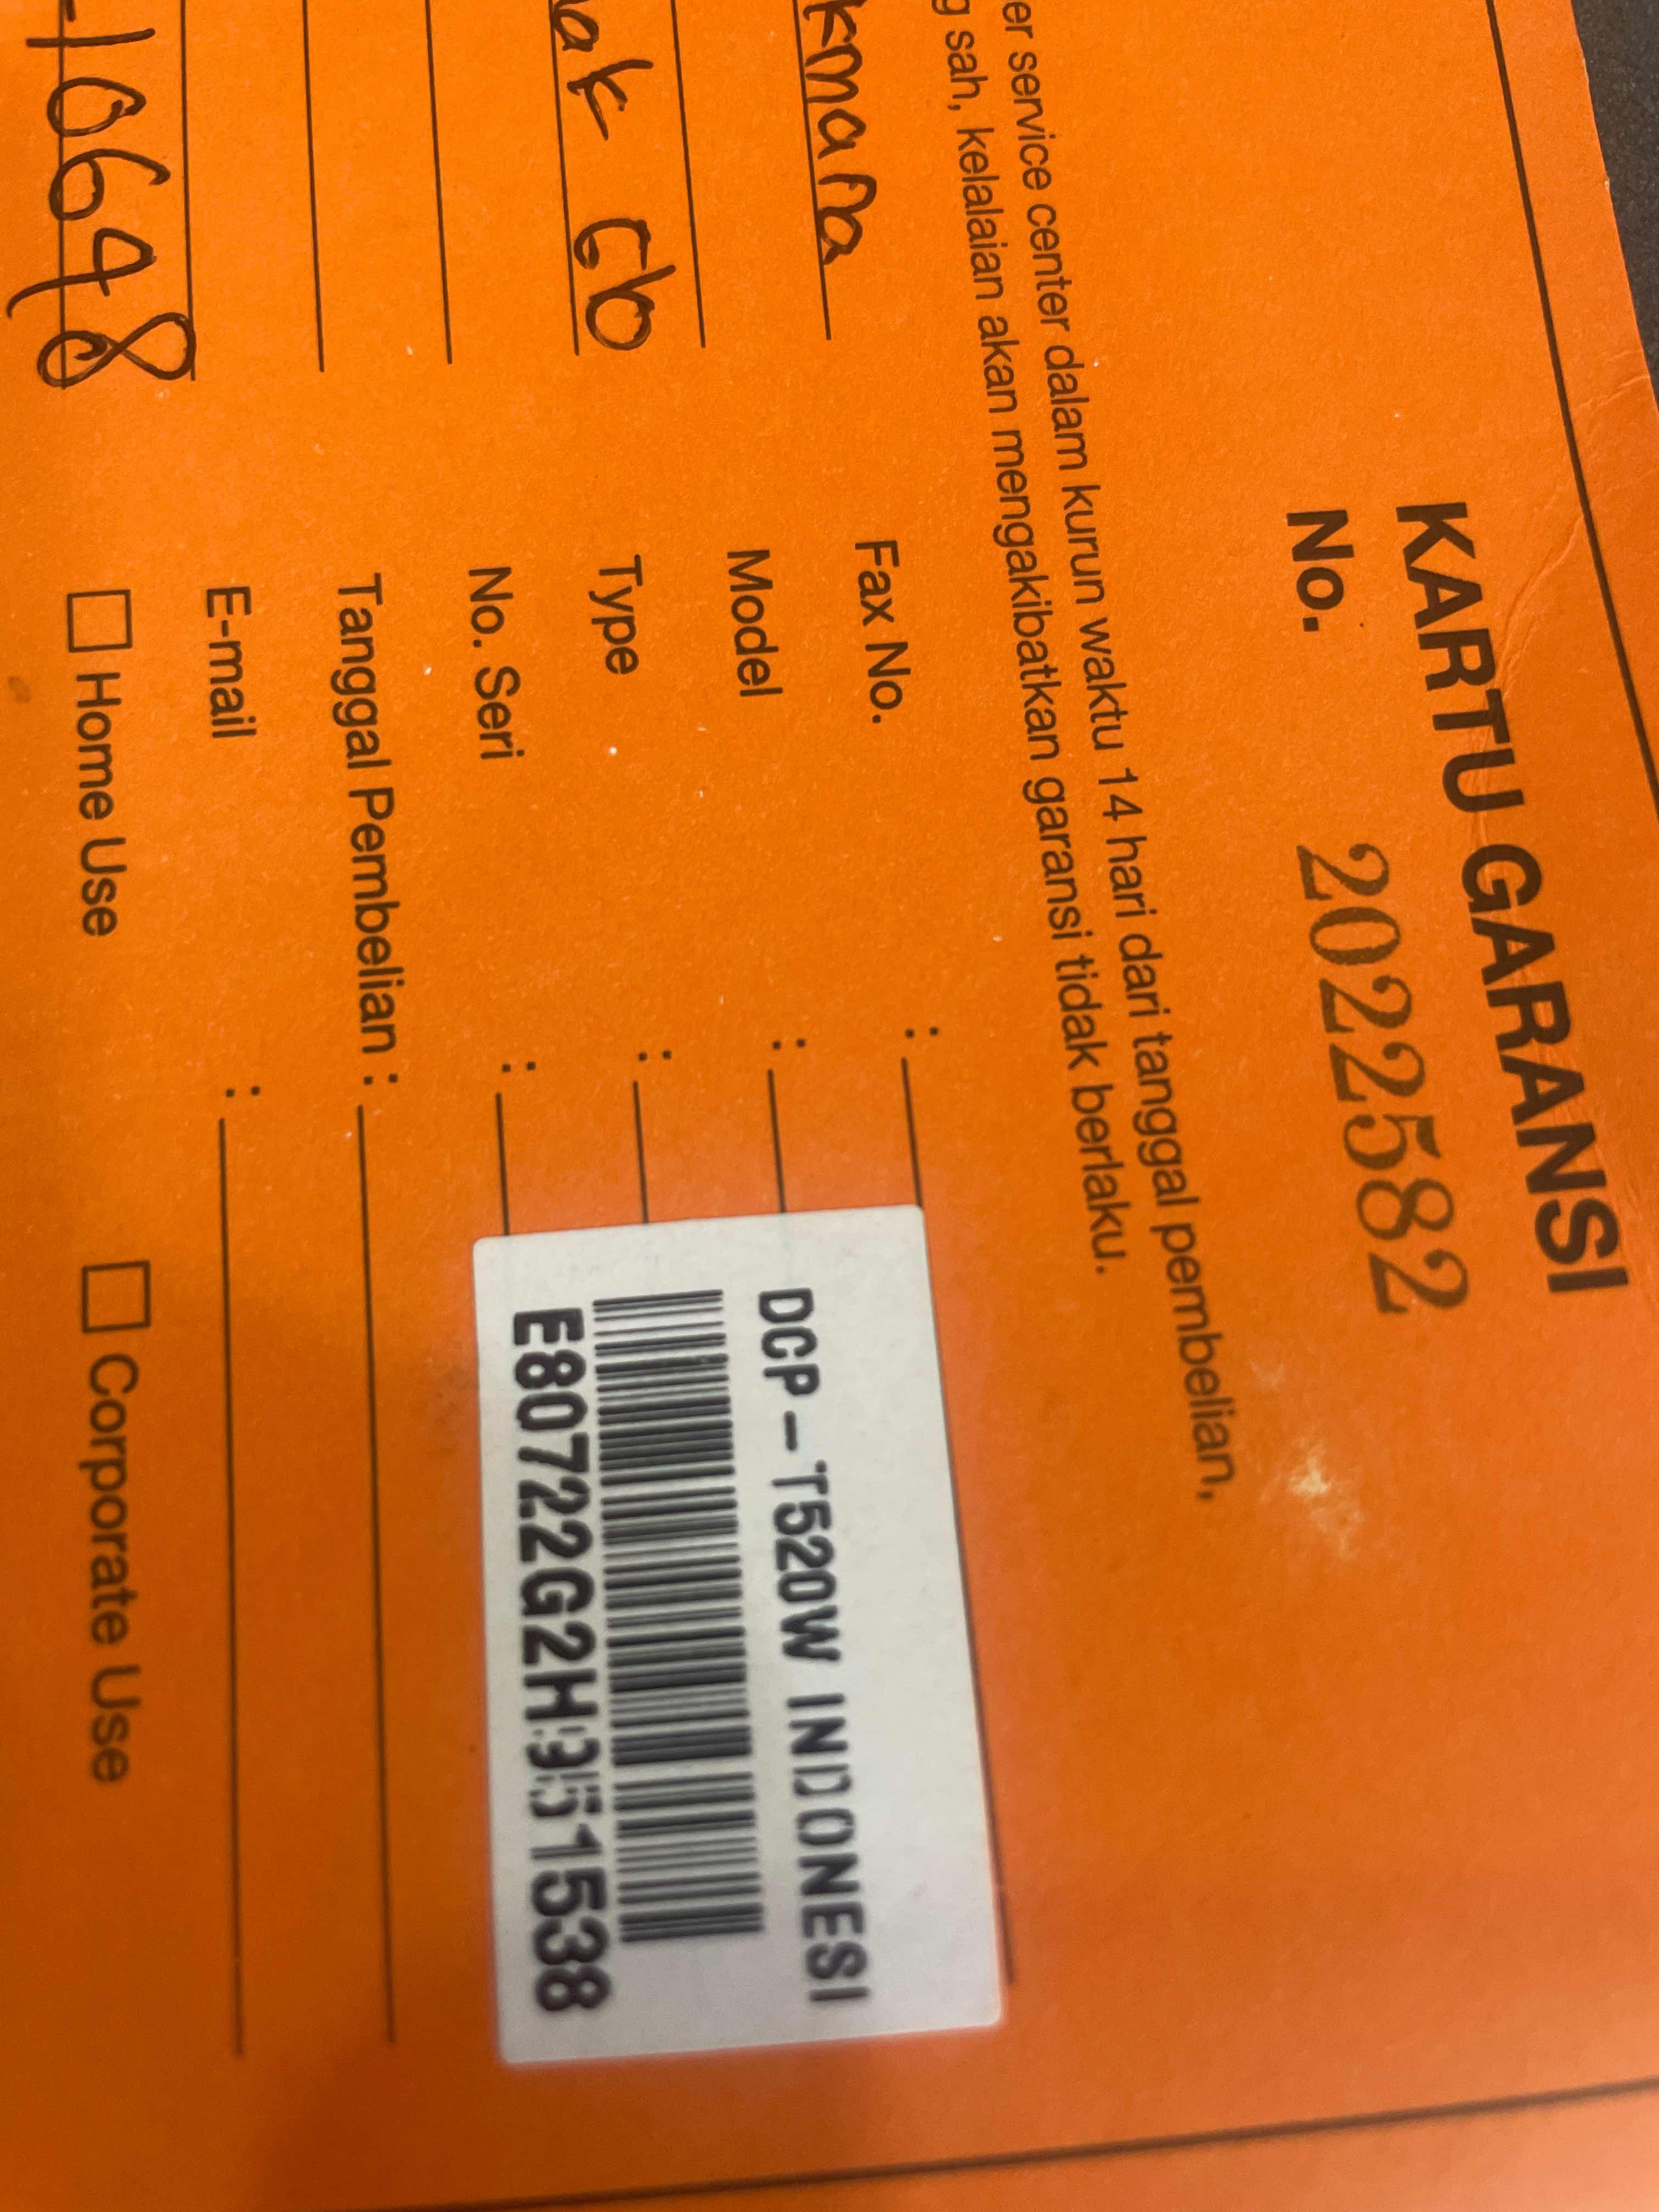 KARTU GARANSI
No. 2022582
er service center dalam kurun waktu 14 hari dari tanggal pembelian,
g sah, kelalaian akan mengakibatkan garansi tidak berlaku.
Fax No. :
Model : DCP-T520W INDONESI
Type :
No. Seri : E80722G2H351538
Tanggal Pembelian :
E-mail :
Home Use
Corporate Use